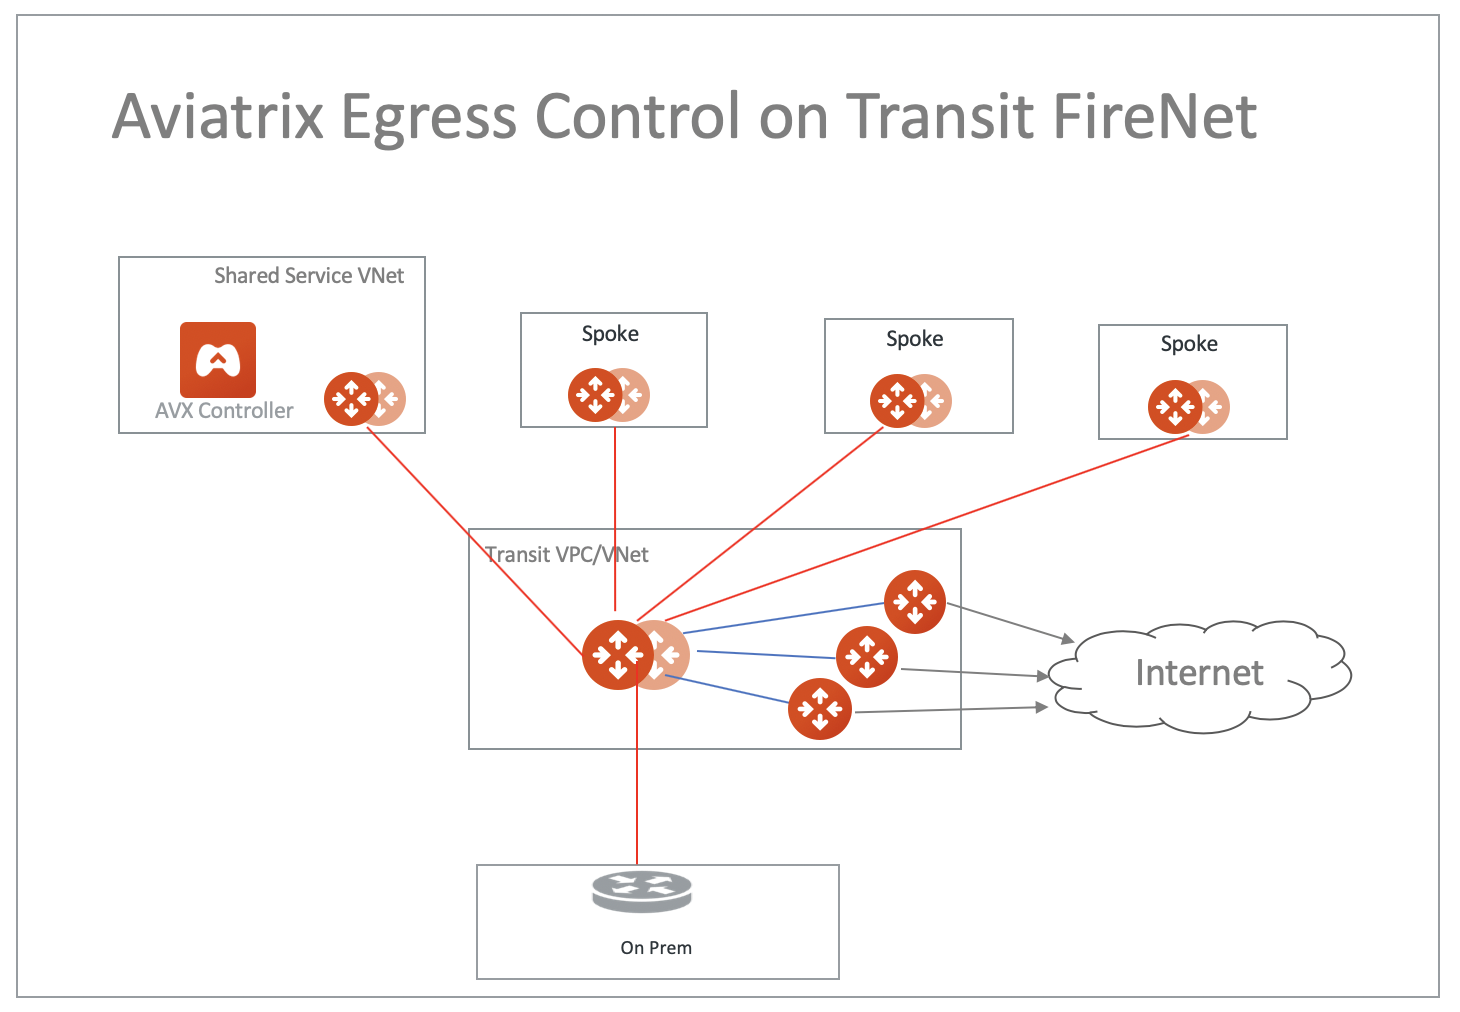 Aviatrix Egress Control on Transit FireNet
Shared Service VNet
AVX Controller
Spoke
Spoke
Spoke
Transit VPC/VNet
Internet
On Prem